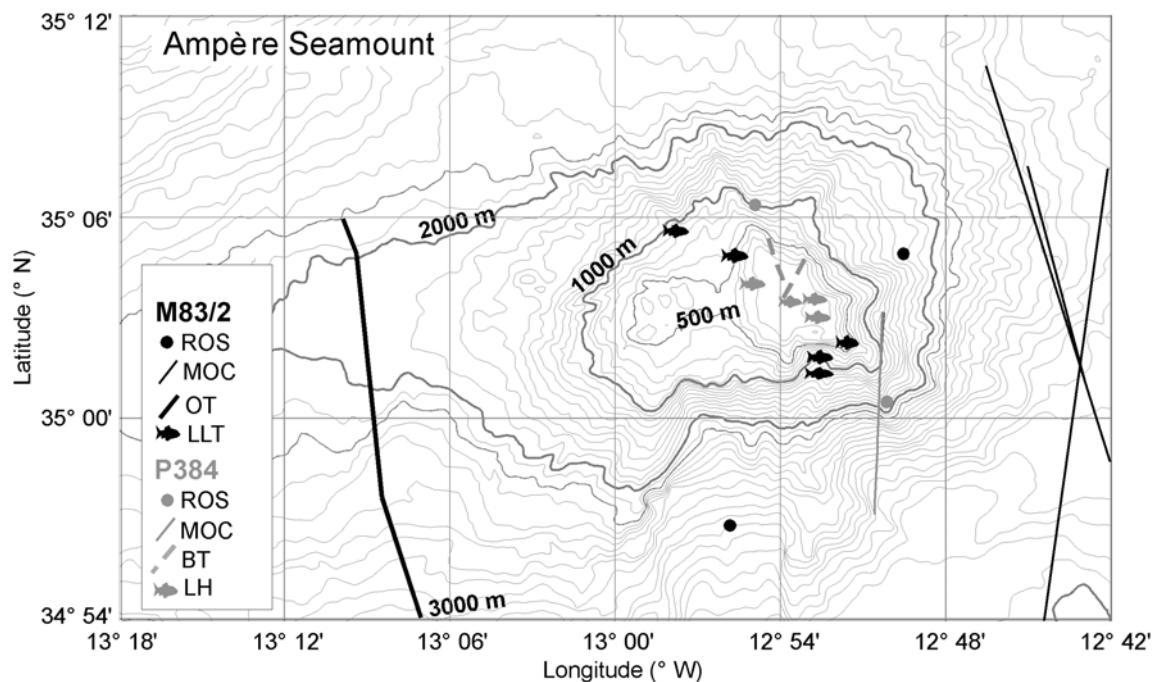 35° 12'
Ampère Seamount
35° 06'
2000 m
1000 m
500 m
Latitude (° N)
M83/2
ROS
MOC
OT
LLT
P384
ROS
MOC
BT
LH
35° 00'
3000 m
34° 54'
13° 18' 13° 12' 13° 06' 13° 00' 12° 54' 12° 48' 12° 42'
Longitude (° W)